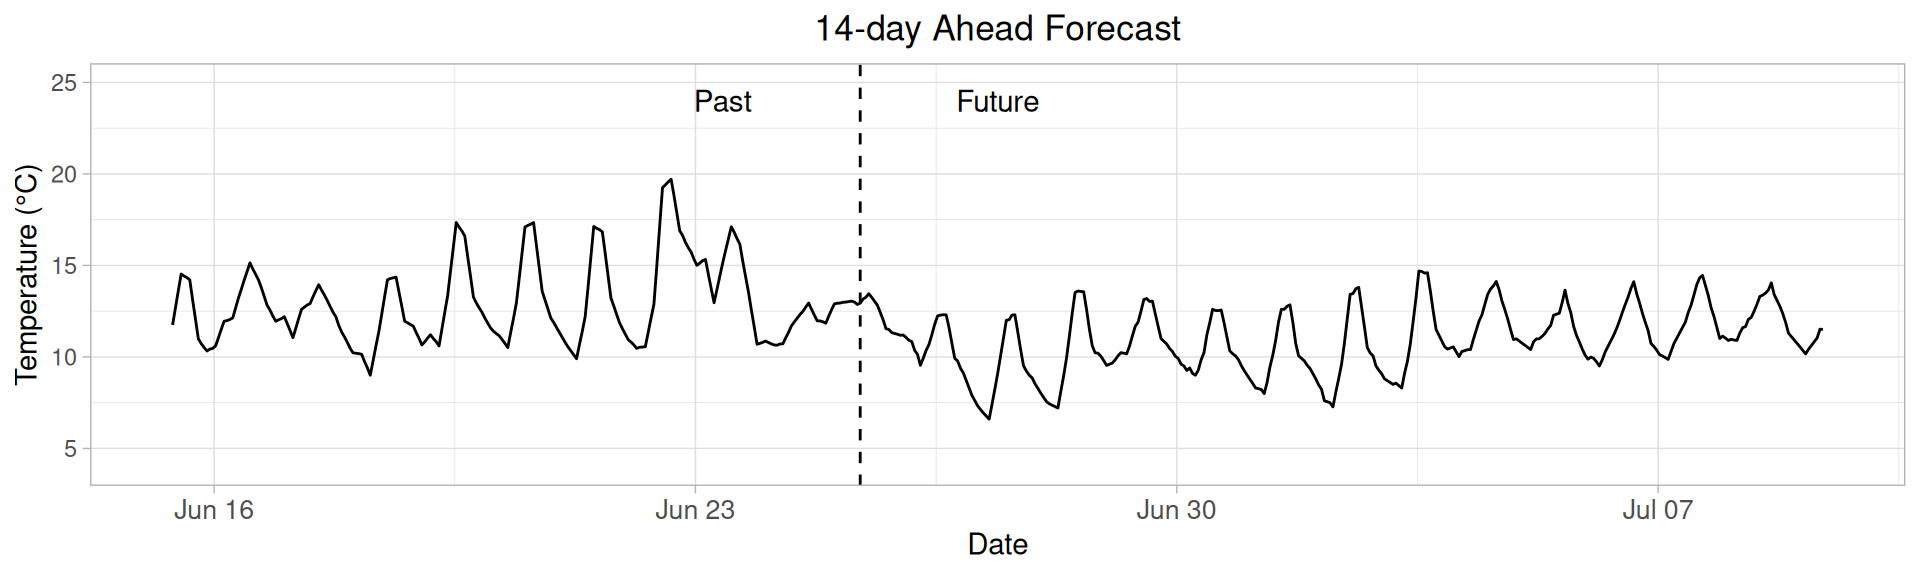 14-day Ahead Forecast
25
20
15
10
5
Temperature (°C)
Past
Future
Jun 16
Jun 23
Jun 30
Jul 07
Date